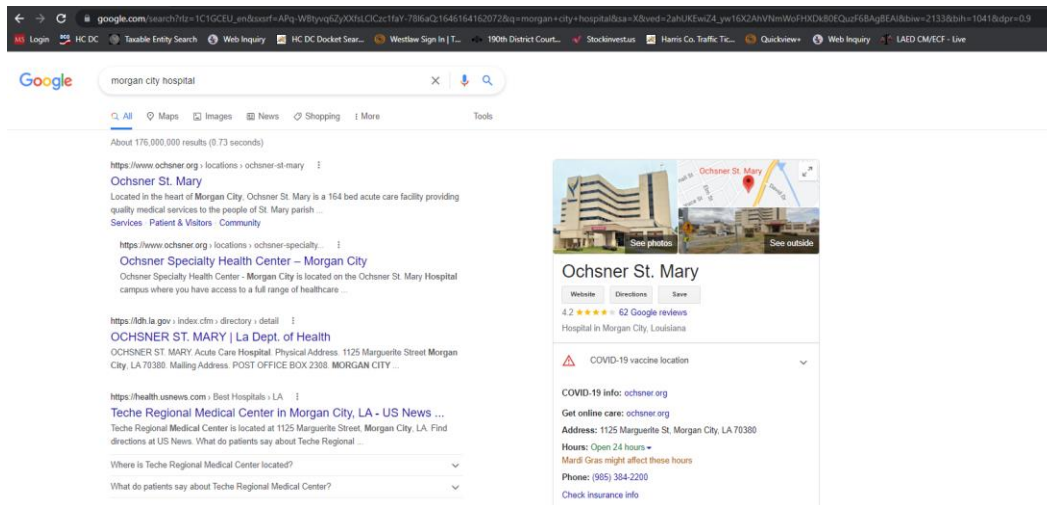 google.com/search?rlz=1C1GCEU_en&sxsrf=APq-WBtyvq6ZyXXfsLClCzc1faY-78I6aQ:1646164162072&q=morgan+city+hospital&sa=X&ved=2ahUKEwiZ4_yw16X2AhVNmWoFHXDkB80EQuzF6BAgBEAI&biw=2133&bih=1041&dpr=0.9
Login HC DC Taxable Entity Search Web Inquiry HC DC Docket Sear... Westlaw Sign In | T... 190th District Court... Stockinvest.us Harris Co. Traffic Tic... Quickview+ Web Inquiry LAED CM/ECF - Live
Google
morgan city hospital
All Maps Images News Shopping More Tools
About 176,000,000 results (0.73 seconds)
https://www.ochsner.org › locations › ochsner-st-mary
Ochsner St. Mary
Located in the heart of Morgan City, Ochsner St. Mary is a 164 bed acute care facility providing
quality medical services to the people of St. Mary parish ...
Services · Patient & Visitors · Community
https://www.ochsner.org › locations › ochsner-specialty...
Ochsner Specialty Health Center – Morgan City
Ochsner Specialty Health Center - Morgan City is located on the Ochsner St. Mary Hospital
campus where you have access to a full range of healthcare ...
https://ldh.la.gov › index.cfm › directory › detail
OCHSNER ST. MARY | La Dept. of Health
OCHSNER ST. MARY. Acute Care Hospital. Physical Address. 1125 Marguerite Street Morgan
City, LA 70380. Mailing Address. POST OFFICE BOX 2308. MORGAN CITY ...
https://health.usnews.com › Best Hospitals › LA
Teche Regional Medical Center in Morgan City, LA - US News ...
Teche Regional Medical Center is located at 1125 Marguerite Street, Morgan City, LA. Find
directions at US News. What do patients say about Teche Regional ...
Where is Teche Regional Medical Center located?
What do patients say about Teche Regional Medical Center?
Ochsner St. Mary
See photos
See outside
Ochsner St. Mary
Website Directions Save
4.2 62 Google reviews
Hospital in Morgan City, Louisiana
COVID-19 vaccine location
COVID-19 info: ochsner.org
Get online care: ochsner.org
Address: 1125 Marguerite St, Morgan City, LA 70380
Hours: Open 24 hours
Mardi Gras might affect these hours
Phone: (985) 384-2200
Check insurance info